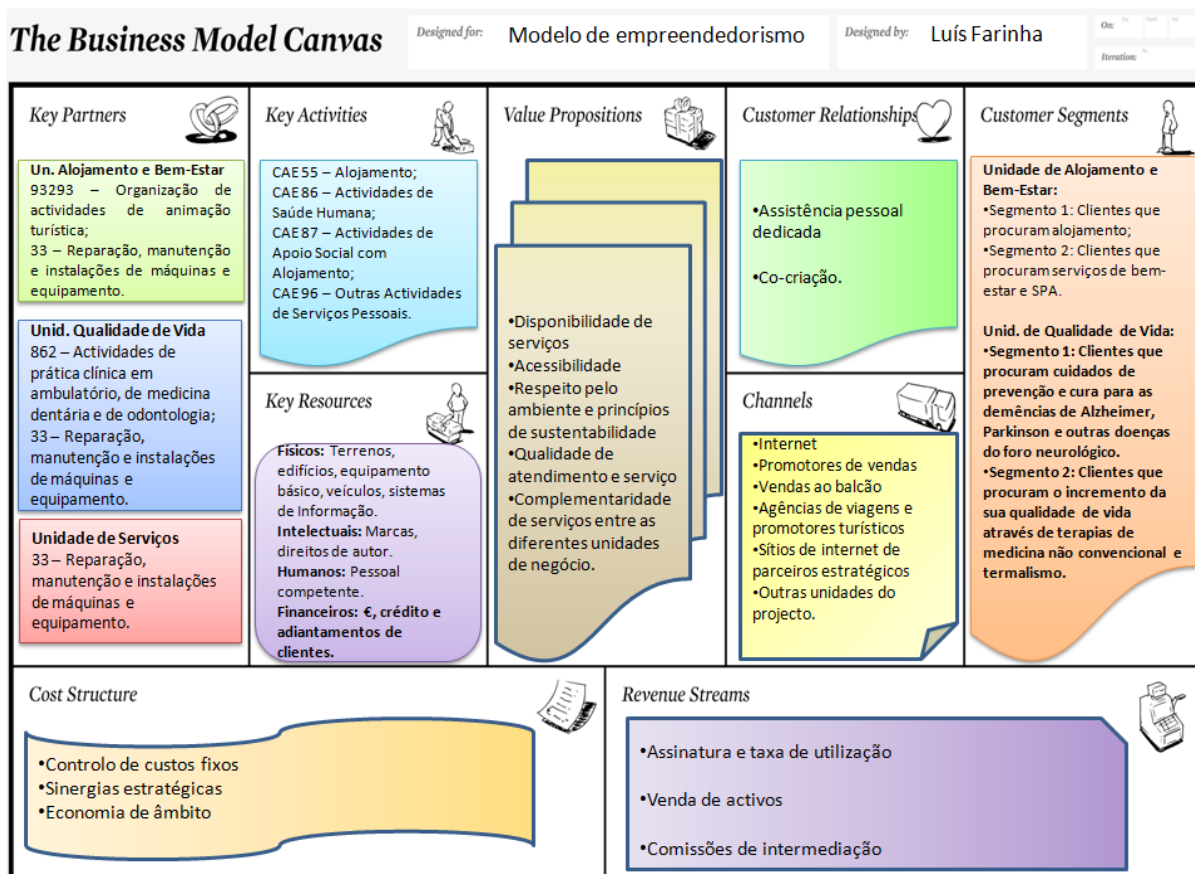 The Business Model Canvas
Designed for:
Modelo de empreendedorismo
Designed by:
Luís Farinha
On:
Iteration:
Key Partners
Un. Alojamento e Bem-Estar
93293 – Organização de
actividades de animação
turística;
33 – Reparação, manutenção
e instalações de máquinas e
equipamento.
Unid. Qualidade de Vida
862 – Actividades de
prática clínica em
ambulatório, de medicina
dentária e de odontologia;
33 – Reparação,
manutenção e instalações
de máquinas e
equipamento.
Unidade de Serviços
33 – Reparação,
manutenção e instalações
de máquinas e
equipamento.
Key Activities
CAE 55 – Alojamento;
CAE 86 – Actividades de
Saúde Humana;
CAE 87 – Actividades de
Apoio Social com
Alojamento;
CAE 96 – Outras Actividades
de Serviços Pessoais.
Key Resources
Físicos: Terrenos,
edifícios, equipamento
básico, veículos, sistemas
de Informação.
Intelectuais: Marcas,
direitos de autor.
Humanos: Pessoal
competente.
Financeiros: €, crédito e
adiantamentos de
clientes.
Value Propositions
•Disponibilidade de
serviços
•Acessibilidade
•Respeito pelo
ambiente e princípios
de sustentabilidade
•Qualidade de
atendimento e serviço
•Complementaridade
de serviços entre as
diferentes unidades
de negócio.
Customer Relationships
•Assistência pessoal
dedicada
•Co-criação.
Channels
•Internet
•Promotores de vendas
•Vendas ao balcão
•Agências de viagens e
promotores turísticos
•Sítios de internet de
parceiros estratégicos
•Outras unidades do
projecto.
Customer Segments
Unidade de Alojamento e
Bem-Estar:
•Segmento 1: Clientes que
procuram alojamento;
•Segmento 2: Clientes que
procuram serviços de bem-
estar e SPA.
Unid. de Qualidade de Vida:
•Segmento 1: Clientes que
procuram cuidados de
prevenção e cura para as
demências de Alzheimer,
Parkinson e outras doenças
do foro neurológico.
•Segmento 2: Clientes que
procuram o incremento da
sua qualidade de vida
através de terapias de
medicina não convencional e
termalismo.
Cost Structure
•Controlo de custos fixos
•Sinergias estratégicas
•Economia de âmbito
Revenue Streams
•Assinatura e taxa de utilização
•Venda de activos
•Comissões de intermediação